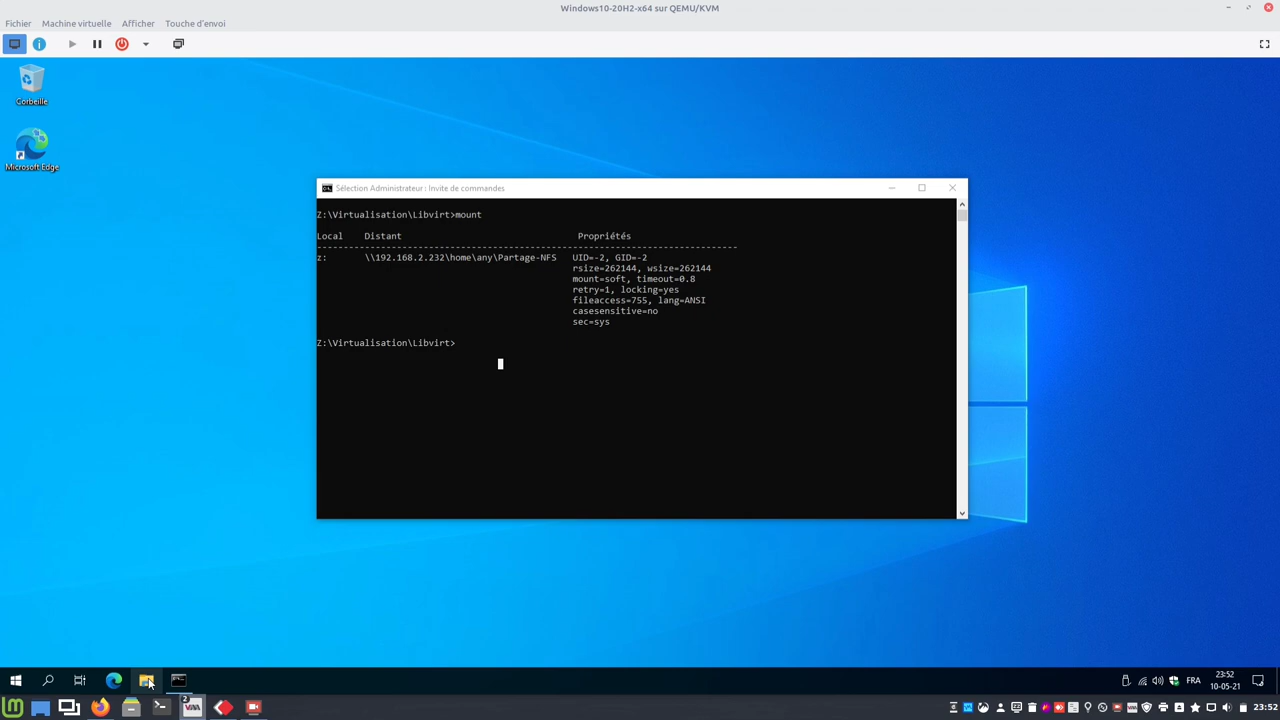 Windows10-20H2-x64 sur QEMU/KVM
Fichier Machine virtuelle Afficher Touche d'envoi
Corbeille
Microsoft Edge
Sélection Administrateur : Invite de commandes
Z:\Virtualisation\Libvirt>mount
Local Distant Propriétés
-------------------------------------------------------------------------------
z: \\192.168.2.232\home\any\Partage-NFS UID=-2, GID=-2
rsize=262144, wsize=262144
mount=soft, timeout=0.8
retry=1, locking=yes
fileaccess=755, lang=ANSI
casesensitive=no
sec=sys
Z:\Virtualisation\Libvirt>
FRA
23:52
10-05-21
2
23:52